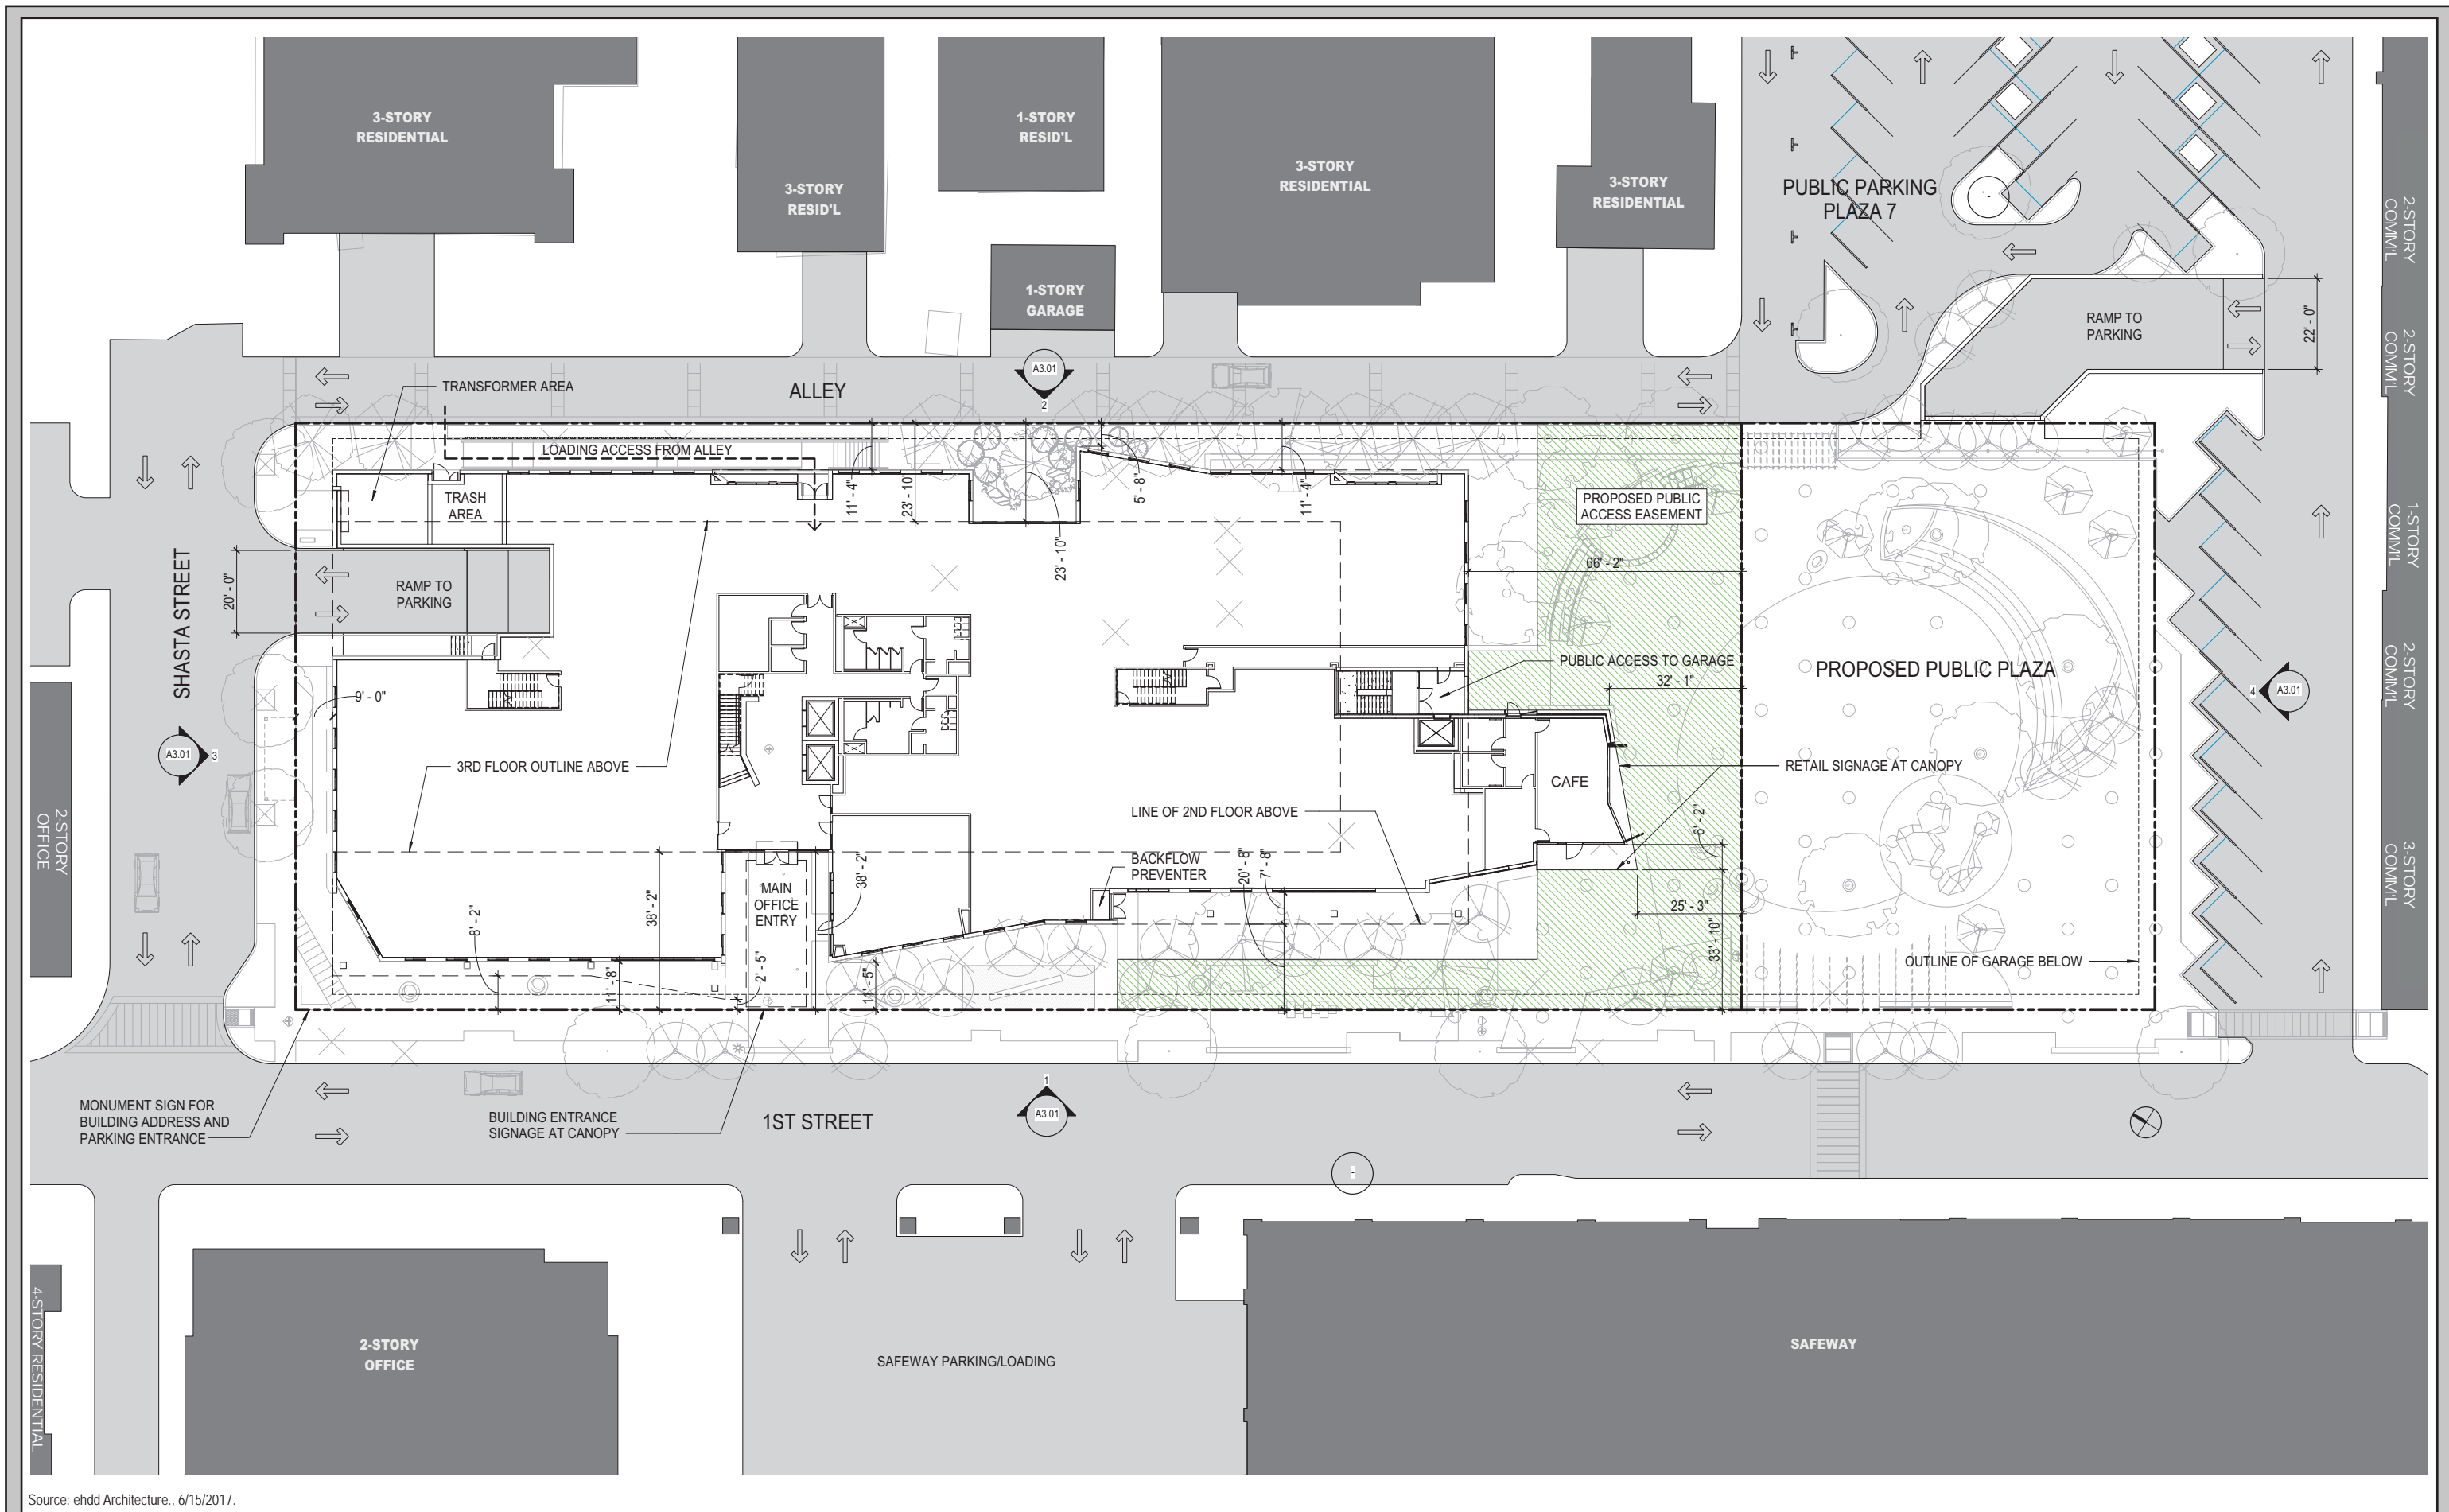 3-STORY
RESIDENTIAL
3-STORY
RESID'L
1-STORY
RESID'L
1-STORY
GARAGE
3-STORY
RESIDENTIAL
3-STORY
RESIDENTIAL
PUBLIC PARKING
PLAZA 7
RAMP TO
PARKING
22' - 0"
2-STORY
COMM'L
2-STORY
COMM'L
1-STORY
COMM'L
2-STORY
COMM'L
3-STORY
COMM'L
A3.01
2
ALLEY
TRANSFORMER AREA
LOADING ACCESS FROM ALLEY
TRASH
AREA
11' - 4"
23' - 10"
23' - 10"
5' - 8"
11' - 4"
PROPOSED PUBLIC
ACCESS EASEMENT
66' - 2"
SHASTA STREET
20' - 0"
RAMP TO
PARKING
9' - 0"
A3.01
3
PUBLIC ACCESS TO GARAGE
32' - 1"
PROPOSED PUBLIC PLAZA
4
A3.01
3RD FLOOR OUTLINE ABOVE
RETAIL SIGNAGE AT CANOPY
CAFE
LINE OF 2ND FLOOR ABOVE
6' - 2"
2-STORY
OFFICE
BACKFLOW
PREVENTER
38' - 2"
MAIN
OFFICE
ENTRY
38' - 2"
20' - 8"
7' - 8"
8' - 2"
25' - 3"
33' - 10"
11' - 8"
2' - 5"
11' - 5"
OUTLINE OF GARAGE BELOW
MONUMENT SIGN FOR
BUILDING ADDRESS AND
PARKING ENTRANCE
BUILDING ENTRANCE
SIGNAGE AT CANOPY
1ST STREET
1
A3.01
4-STORY RESIDENTIAL
2-STORY
OFFICE
SAFEWAY PARKING/LOADING
SAFEWAY
Source: ehdd Architecture., 6/15/2017.